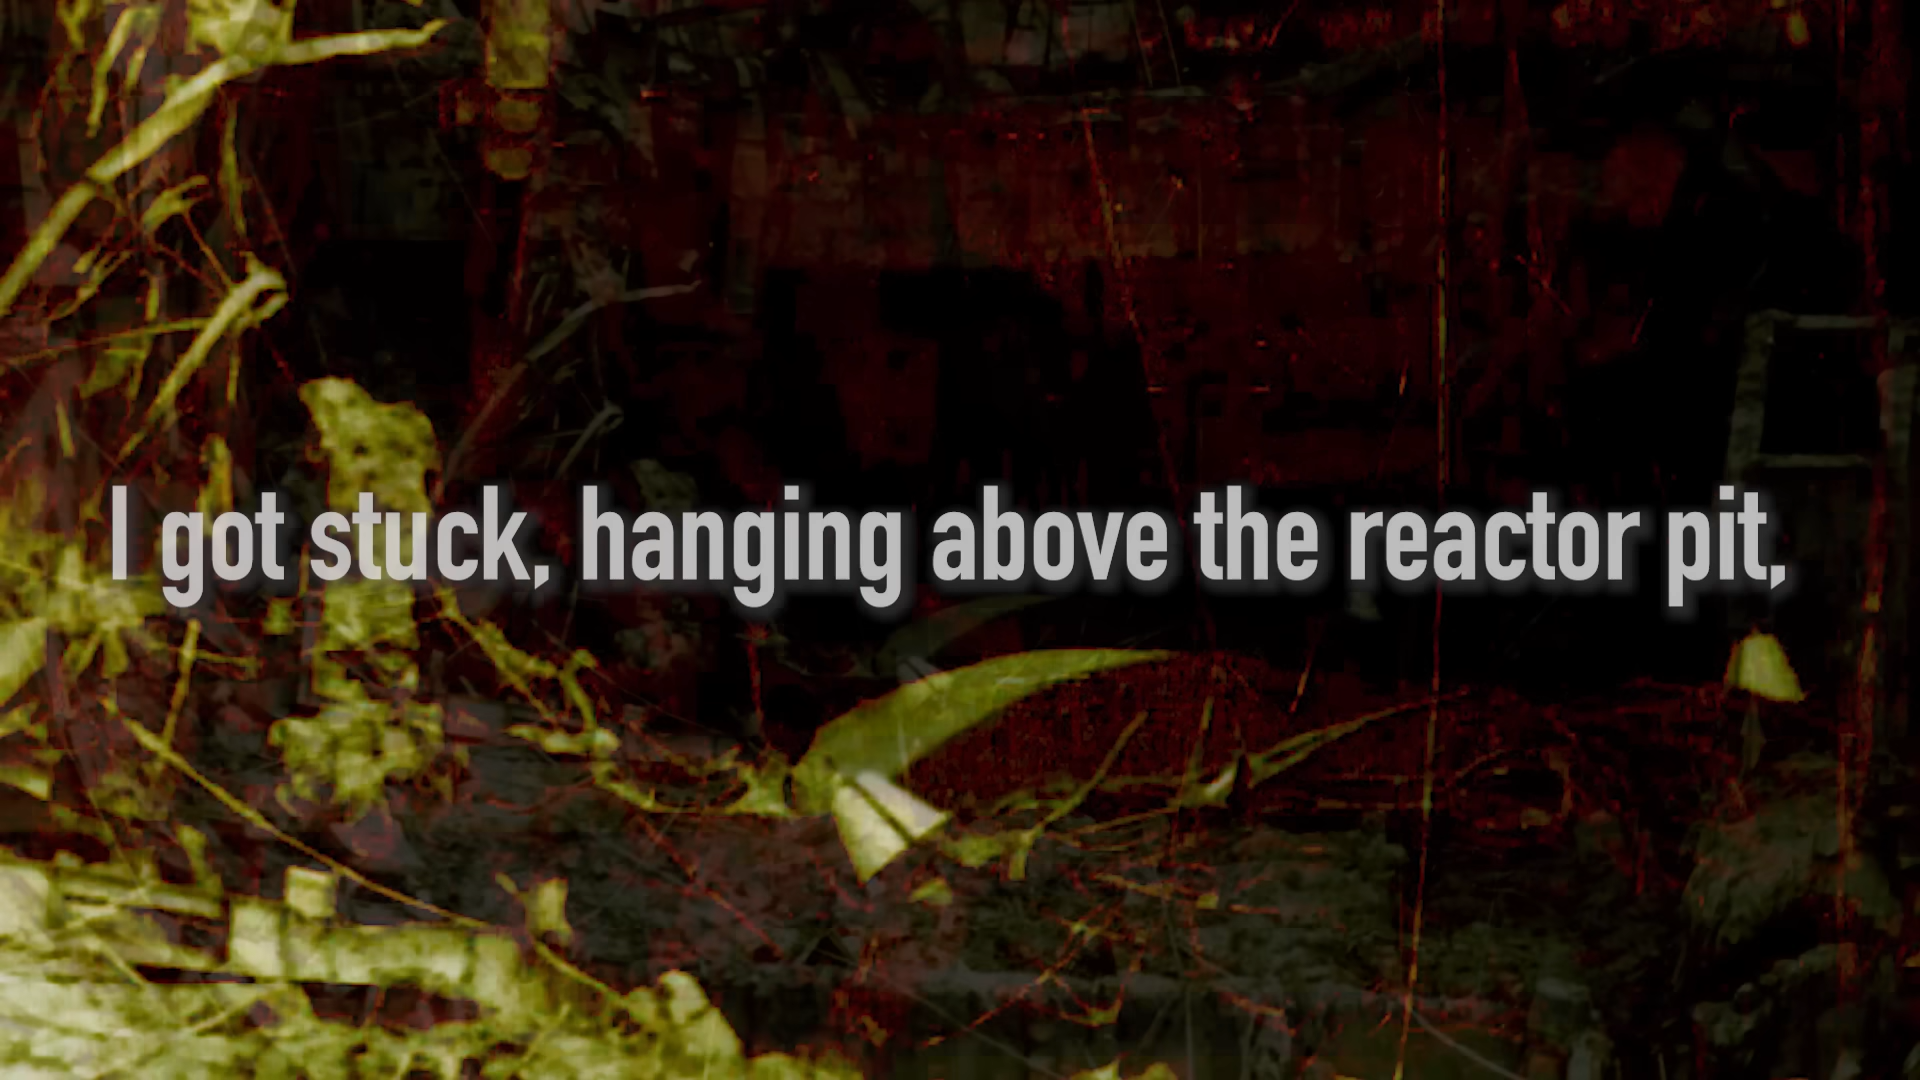 I got stuck, hanging above the reactor pit,